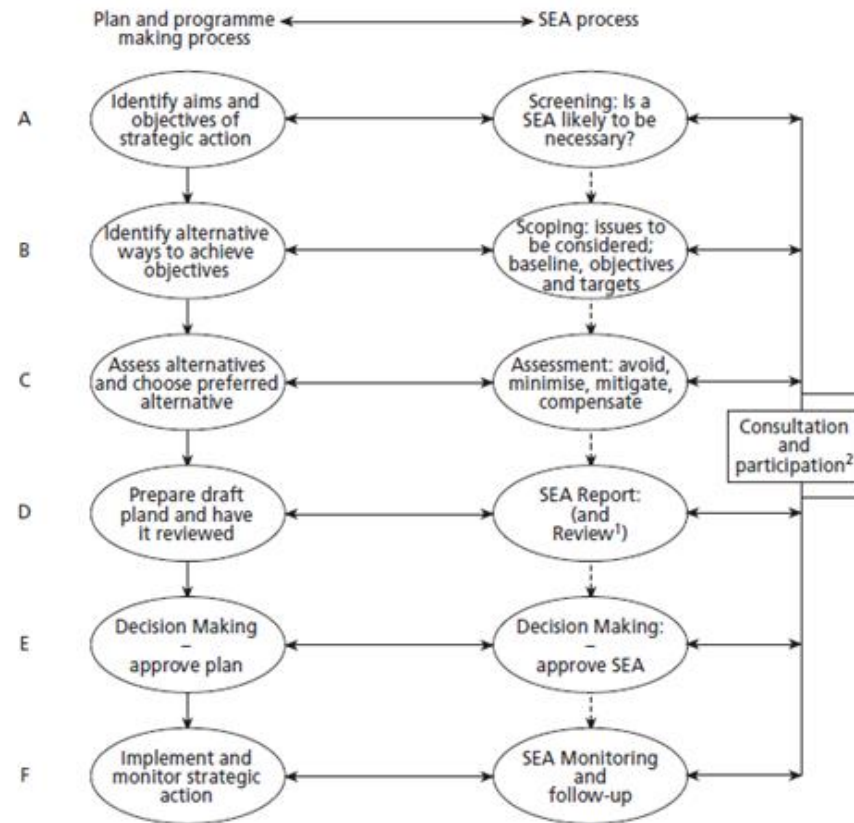 Plan and programme
making process
SEA process
A
Identify aims and
objectives of
strategic action
Screening: Is a
SEA likely to be
necessary?
B
Identify alternative
ways to achieve
objectives
Scoping: issues to
be considered;
baseline, objectives
and targets
C
Assess alternatives
and choose preferred
alternative
Assessment: avoid,
minimise, mitigate,
compensate
Consultation
and
participation²
D
Prepare draft
pland and have
it reviewed
SEA Report:
(and
Review¹)
E
Decision Making
–
approve plan
Decision Making:
–
approve SEA
F
Implement and
monitor strategic
action
SEA Monitoring
and
follow-up